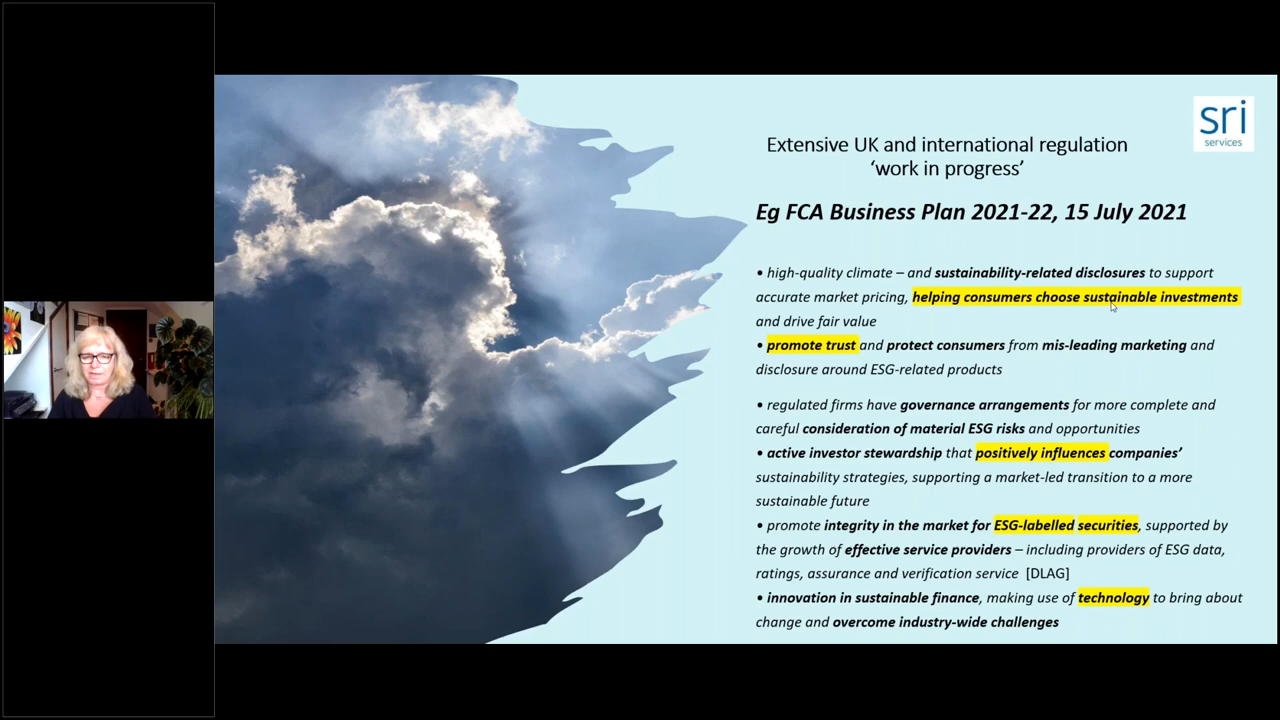 sri
services
Extensive UK and international regulation
‘work in progress’
Eg FCA Business Plan 2021-22, 15 July 2021
• high-quality climate – and sustainability-related disclosures to support
accurate market pricing, helping consumers choose sustainable investments
and drive fair value
• promote trust and protect consumers from mis-leading marketing and
disclosure around ESG-related products
• regulated firms have governance arrangements for more complete and
careful consideration of material ESG risks and opportunities
• active investor stewardship that positively influences companies’
sustainability strategies, supporting a market-led transition to a more
sustainable future
• promote integrity in the market for ESG-labelled securities, supported by
the growth of effective service providers – including providers of ESG data,
ratings, assurance and verification service [DLAG]
• innovation in sustainable finance, making use of technology to bring about
change and overcome industry-wide challenges